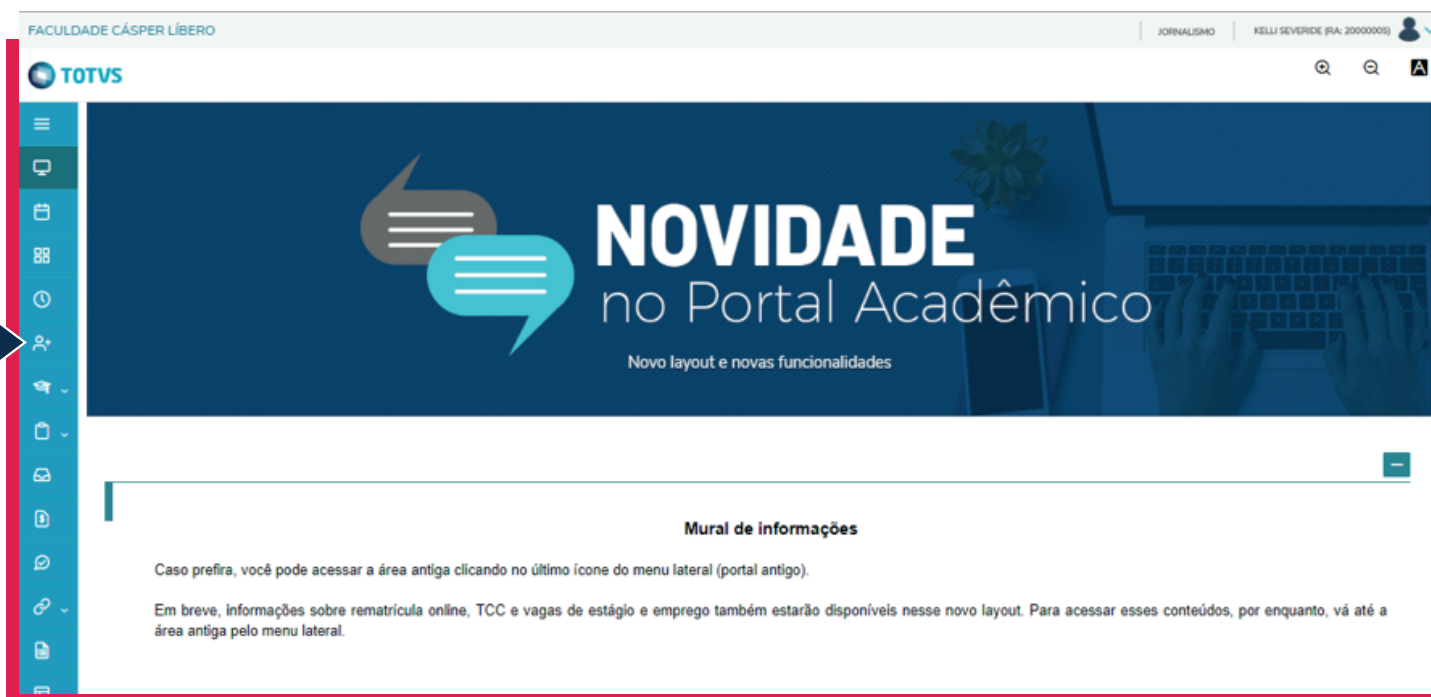 FACULDADE CÁSPER LÍBERO
JORNALISMO
KELLI SEVERIDE (RA: 20000005)
TOTVS
A
NOVIDADE
no Portal Acadêmico
Novo layout e novas funcionalidades
Mural de informações
Caso prefira, você pode acessar a área antiga clicando no último ícone do menu lateral (portal antigo).
Em breve, informações sobre rematrícula online, TCC e vagas de estágio e emprego também estarão disponíveis nesse novo layout. Para acessar esses conteúdos, por enquanto, vá até a
área antiga pelo menu lateral.